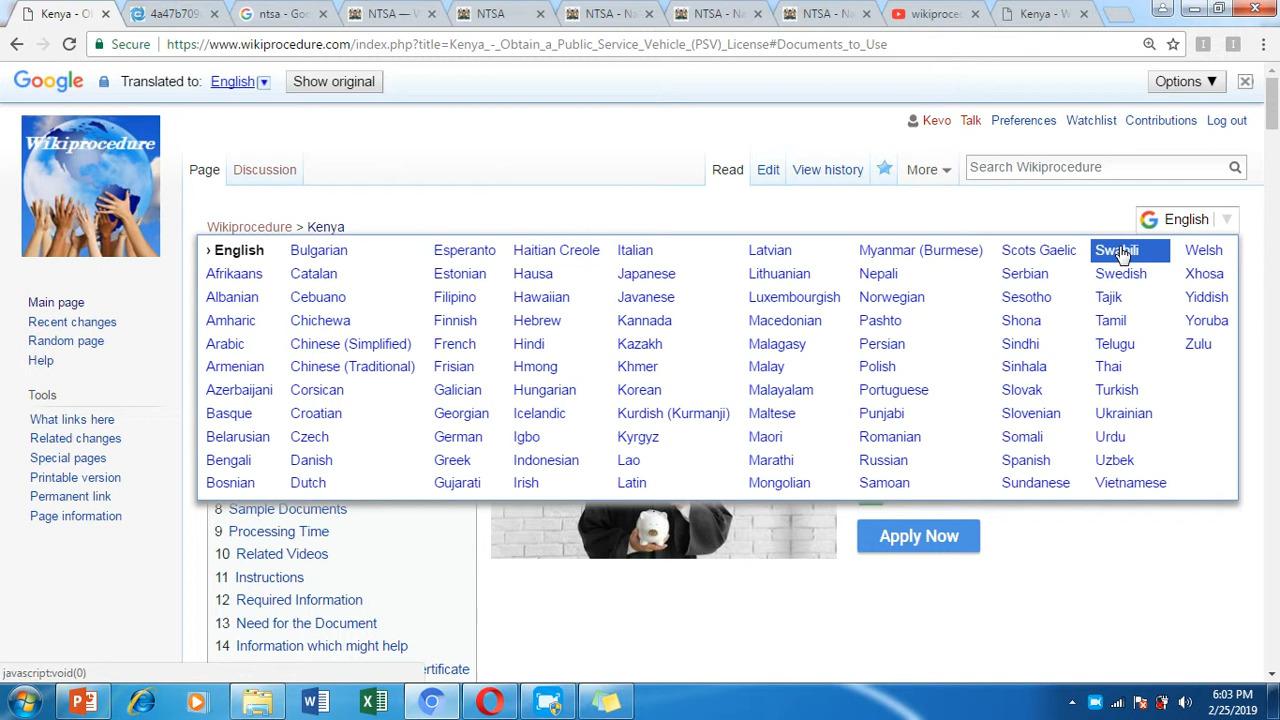 Kenya - O
4a47b709
ntsa - Goo
NTSA —
NTSA
NTSA - Na
NTSA - Na
NTSA - Na
wikiproce
Kenya - W
Secure
https://www.wikiprocedure.com/index.php?title=Kenya_-_Obtain_a_Public_Service_Vehicle_(PSV)_License#Documents_to_Use
Google Translated to: English Show original Options ▼
Wikiprocedure
Kevo Talk Preferences Watchlist Contributions Log out
Page Discussion Read Edit View history More Search Wikiprocedure
Wikiprocedure > Kenya
English
› English Bulgarian Esperanto Haitian Creole Italian Latvian Myanmar (Burmese) Scots Gaelic Swahili Welsh
Afrikaans Catalan Estonian Hausa Japanese Lithuanian Nepali Serbian Swedish Xhosa
Albanian Cebuano Filipino Hawaiian Javanese Luxembourgish Norwegian Sesotho Tajik Yiddish
Amharic Chichewa Finnish Hebrew Kannada Macedonian Pashto Shona Tamil Yoruba
Arabic Chinese (Simplified) French Hindi Kazakh Malagasy Persian Sindhi Telugu Zulu
Armenian Chinese (Traditional) Frisian Hmong Khmer Malay Polish Sinhala Thai
Azerbaijani Corsican Galician Hungarian Korean Malayalam Portuguese Slovak Turkish
Basque Croatian Georgian Icelandic Kurdish (Kurmanji) Maltese Punjabi Slovenian Ukrainian
Belarusian Czech German Igbo Kyrgyz Maori Romanian Somali Urdu
Bengali Danish Greek Indonesian Lao Marathi Russian Spanish Uzbek
Bosnian Dutch Gujarati Irish Latin Mongolian Samoan Sundanese Vietnamese
Main page
Recent changes
Random page
Help
Tools
What links here
Related changes
Special pages
Printable version
Permanent link
Page information
8 Sample Documents
9 Processing Time
10 Related Videos
11 Instructions
12 Required Information
13 Need for the Document
14 Information which might help
ertificate
Apply Now
javascript:void(0)
6:03 PM
2/25/2019